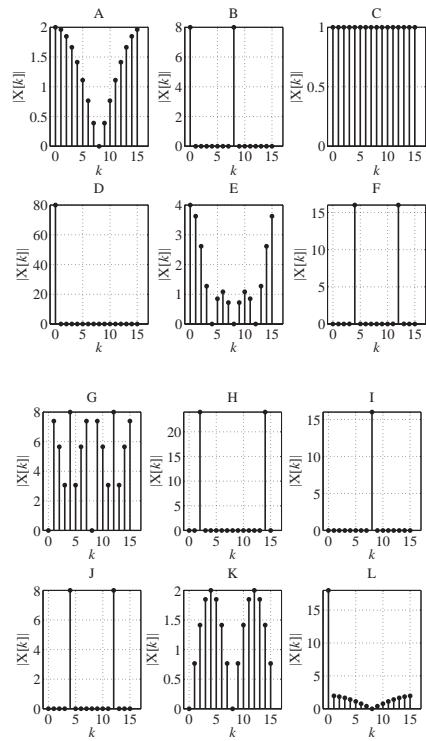 A B C
|X[k]| 2 1.5 1 0.5 0 0 5 10 15 k
|X[k]| 8 6 4 2 0 0 5 10 15 k
|X[k]| 1 0.5 0 0 5 10 15 k
D E F
|X[k]| 80 60 40 20 0 0 5 10 15 k
|X[k]| 4 3 2 1 0 0 5 10 15 k
|X[k]| 15 10 5 0 0 5 10 15 k
G H I
|X[k]| 8 6 4 2 0 0 5 10 15 k
|X[k]| 20 15 10 5 0 0 5 10 15 k
|X[k]| 15 10 5 0 0 5 10 15 k
J K L
|X[k]| 8 6 4 2 0 0 5 10 15 k
|X[k]| 2 1.5 1 0.5 0 0 5 10 15 k
|X[k]| 15 10 5 0 0 5 10 15 k